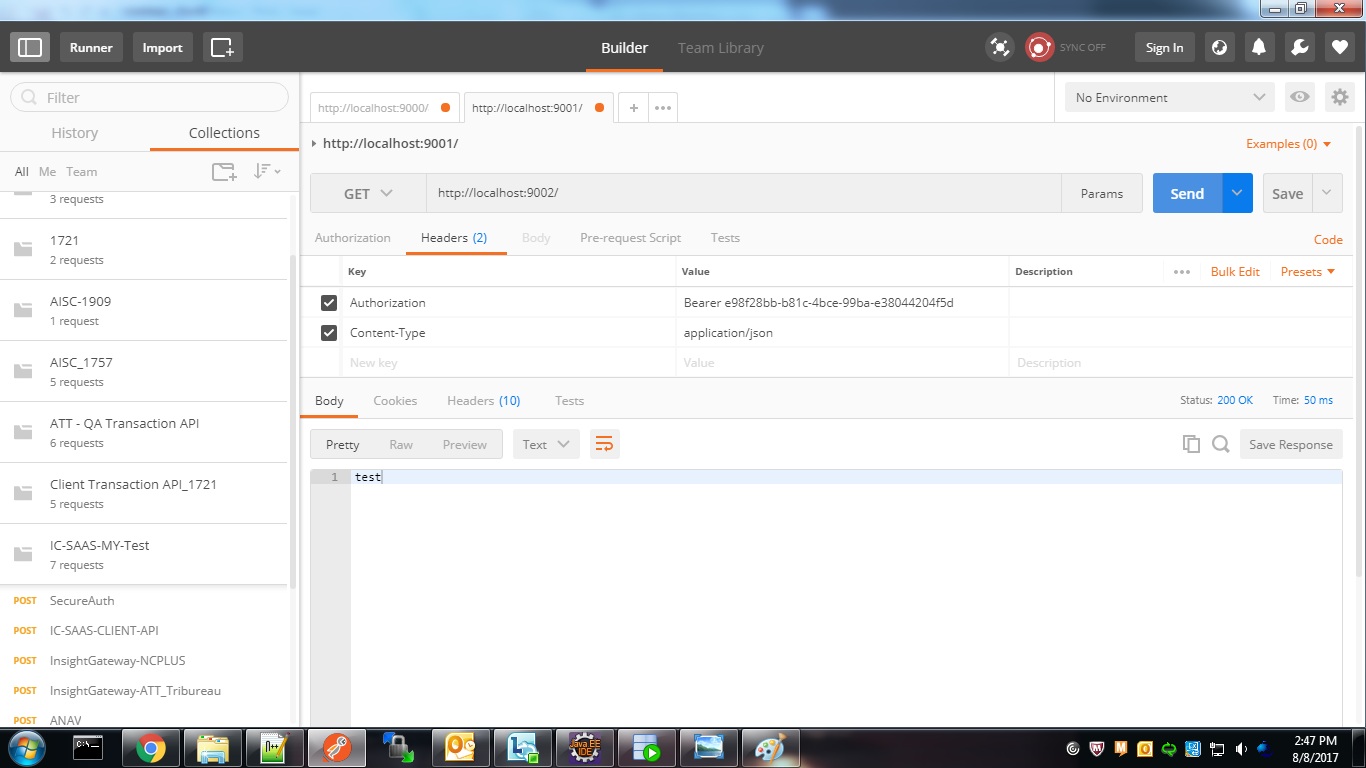 Runner
Import
Builder
Team Library
SYNC OFF
Sign In
Filter
History
Collections
All Me Team
3 requests
1721
2 requests
AISC-1909
1 request
AISC_1757
5 requests
ATT - QA Transaction API
6 requests
Client Transaction API_1721
5 requests
IC-SAAS-MY-Test
7 requests
POST SecureAuth
POST IC-SAAS-CLIENT-API
POST InsightGateway-NCPLUS
POST InsightGateway-ATT_Tribureau
POST ANAV
http://localhost:9000/
http://localhost:9001/
+
No Environment
http://localhost:9001/
Examples (0)
GET
http://localhost:9002/
Params
Send
Save
Authorization
Headers (2)
Body
Pre-request Script
Tests
Code
Key Value Description
Bulk Edit
Presets
Authorization Bearer e98f28bb-b81c-4bce-99ba-e38044204f5d
Content-Type application/json
New key Value Description
Body Cookies Headers (10) Tests
Status: 200 OK Time: 50 ms
Pretty Raw Preview
Text
Save Response
1 test
C:\_
Java EE
IDE
2:47 PM
8/8/2017